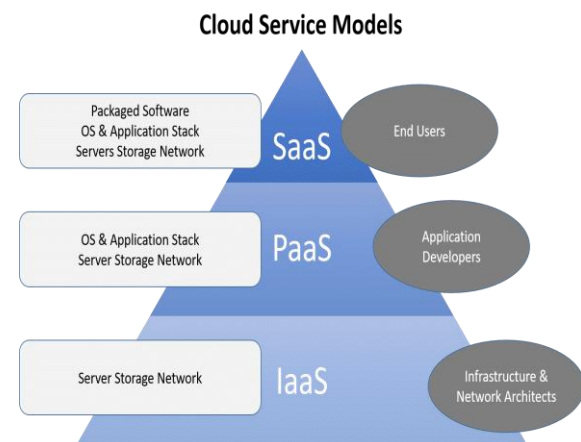 Cloud Service Models
Packaged Software
OS & Application Stack
Servers Storage Network
SaaS
End Users
OS & Application Stack
Server Storage Network
PaaS
Application
Developers
Server Storage Network
IaaS
Infrastructure &
Network Architects